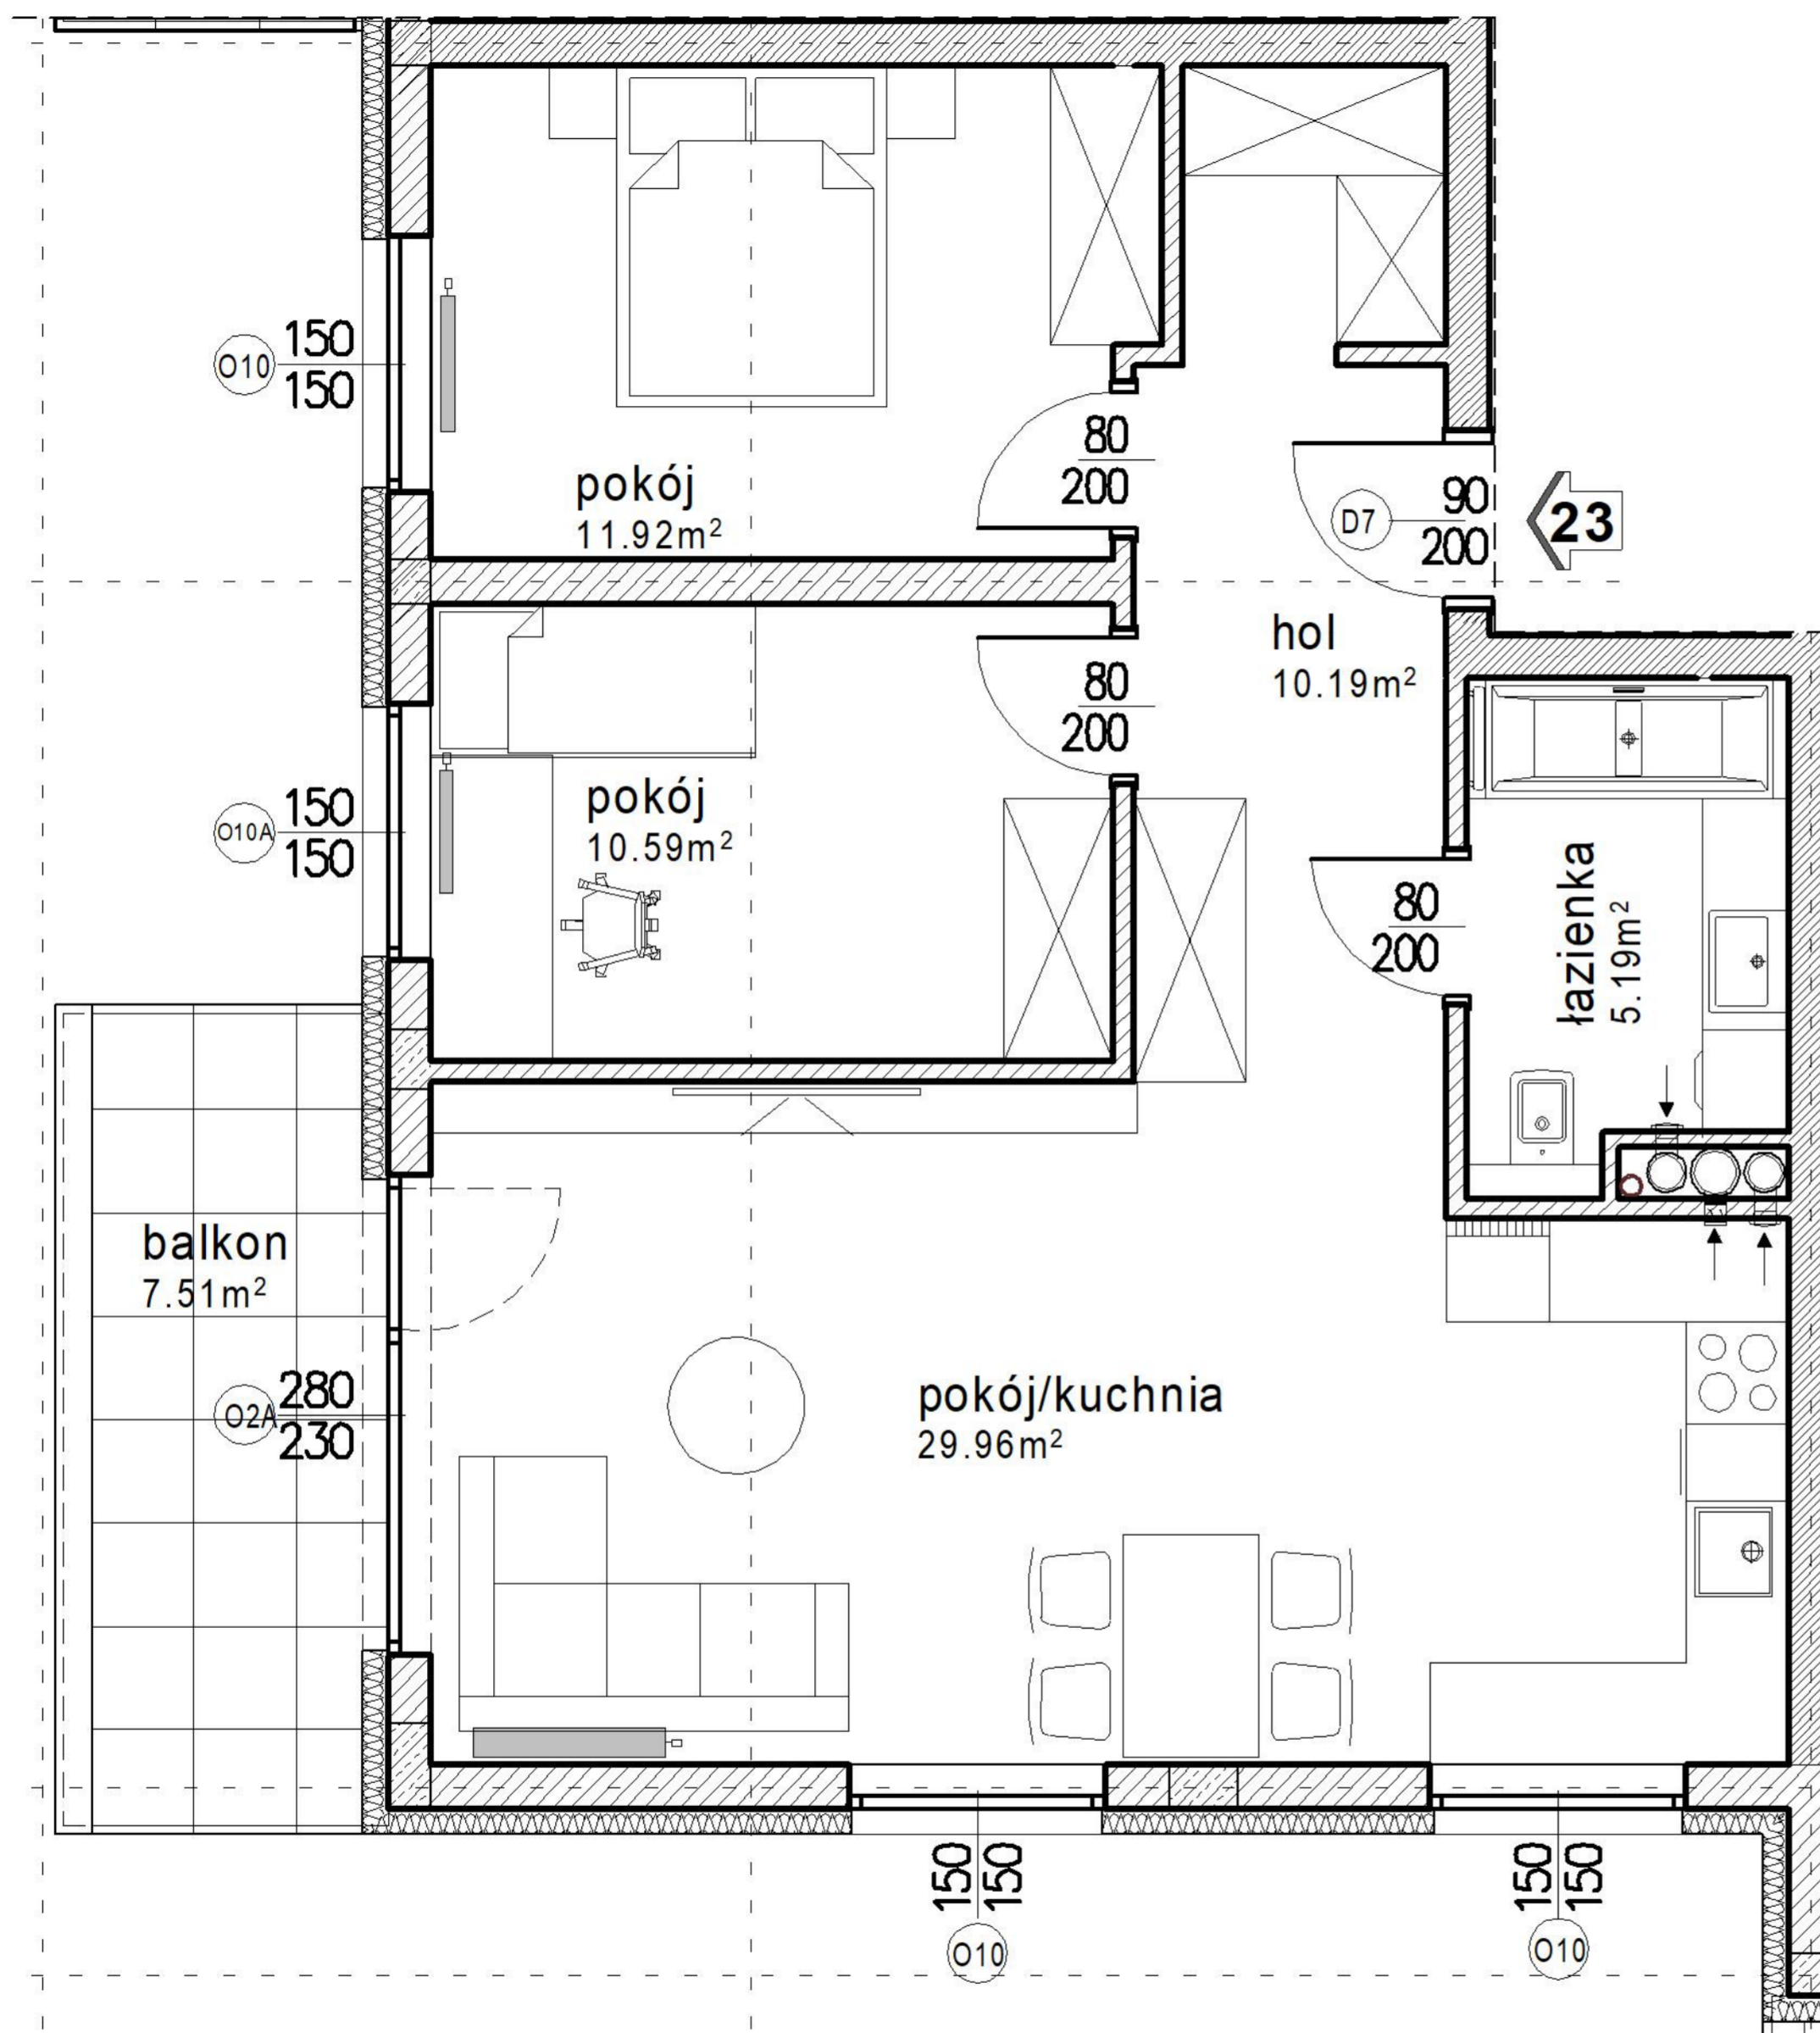 O10
150
150
pokój
11.92m²
80
200
D7
90
200
23
hol
10.19m²
80
200
O10A
150
150
pokój
10.59m²
80
200
łazienka
5.19m²
balkon
7.51m²
O2A
280
230
pokój/kuchnia
29.96m²
150
150
O10
150
150
O10